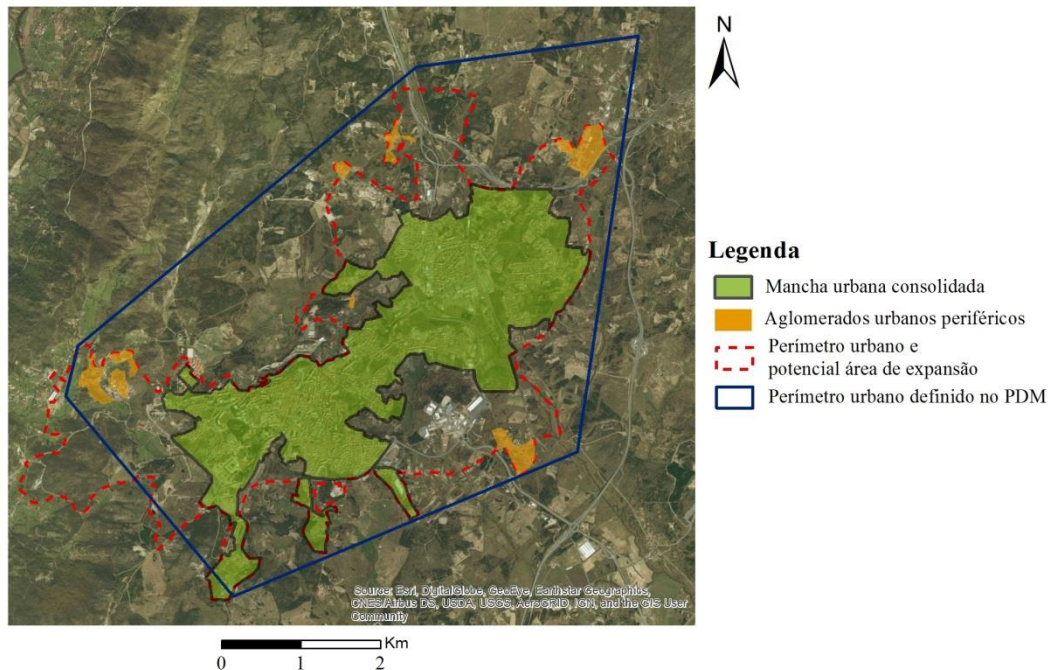 N
Legenda
Mancha urbana consolidada
Aglomerados urbanos periféricos
Perímetro urbano e
potencial área de expansão
Perímetro urbano definido no PDM
Source: Esri, DigitalGlobe, GeoEye, Earthstar Geographics,
CNES/Airbus DS, USDA, USGS, AeroGRID, IGN, and the GIS User
Community
Km
0 1 2